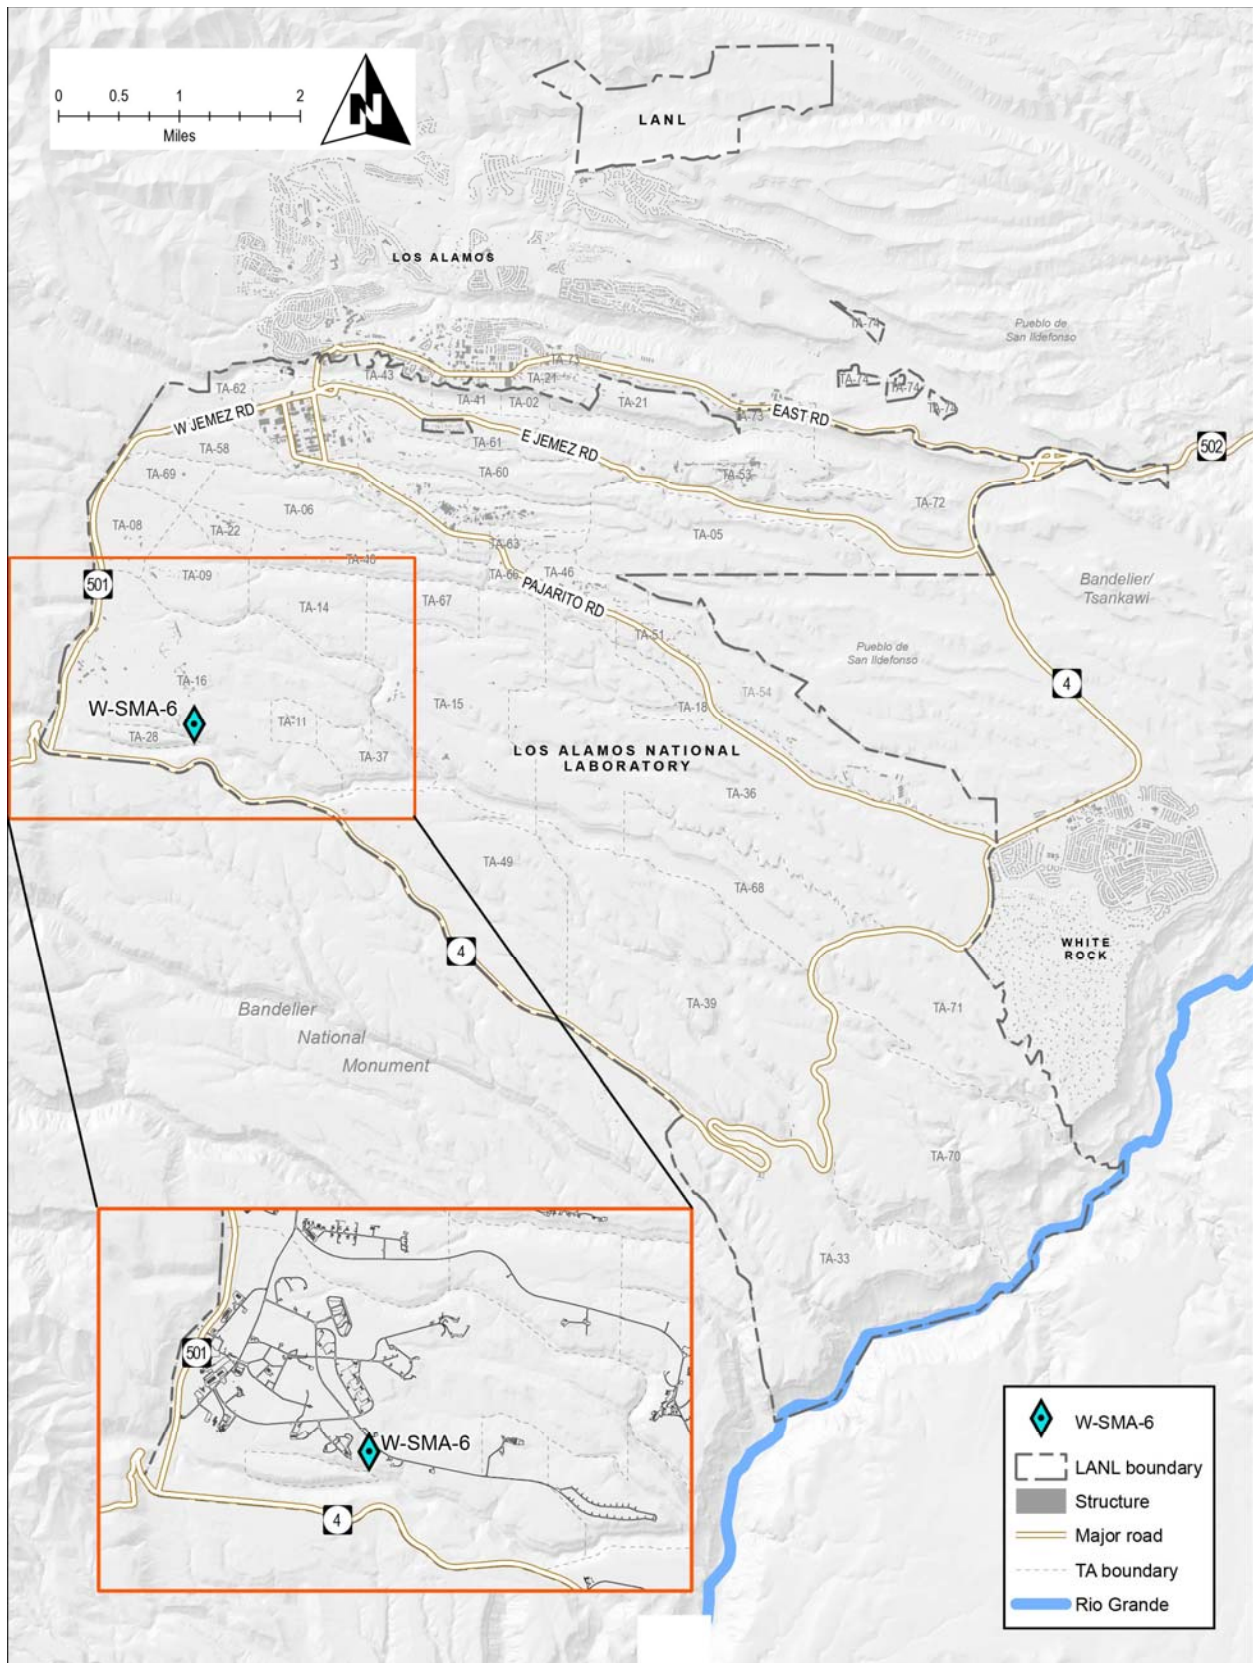 0 0.5 1 2
Miles
N
LANL
LOS ALAMOS
TA-74
Pueblo de
San Ildefonso
TA-73
TA-62
TA-43
TA-21
TA-74
TA-74
TA-74
TA-41
TA-02
TA-21
W JEMEZ RD
TA-73
EAST RD
TA-58
TA-61
E JEMEZ RD
502
TA-69
TA-60
TA-53
TA-06
TA-72
TA-08
TA-22
TA-05
TA-63
TA-40
TA-09
TA-66
TA-46
501
PAJARITO RD
Bandelier/
Tsankawi
TA-14
TA-67
TA-51
Pueblo de
San Ildefonso
TA-16
TA-54
4
W-SMA-6
TA-15
TA-18
TA-11
TA-28
TA-37
LOS ALAMOS NATIONAL
LABORATORY
TA-36
TA-49
TA-68
4
WHITE
ROCK
Bandelier
National
Monument
TA-39
TA-71
TA-70
TA-33
501
W-SMA-6
4
W-SMA-6
LANL boundary
Structure
Major road
TA boundary
Rio Grande